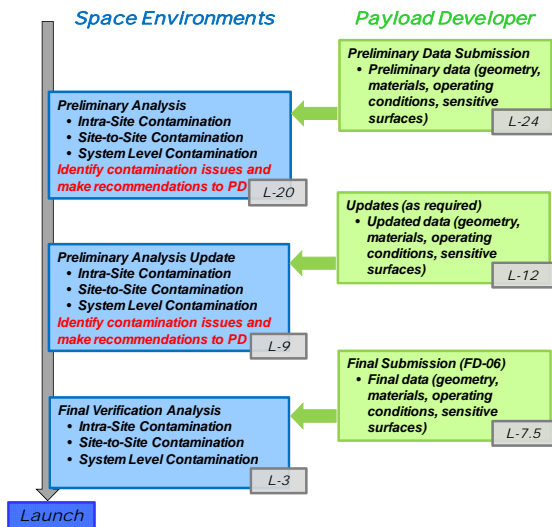 Space Environments
Payload Developer
Preliminary Data Submission
• Preliminary data (geometry,
materials, operating
conditions, sensitive
surfaces)
L-24
Preliminary Analysis
• Intra-Site Contamination
• Site-to-Site Contamination
• System Level Contamination
Identify contamination issues and
make recommendations to PD
L-20
Updates (as required)
• Updated data (geometry,
materials, operating
conditions, sensitive
surfaces)
L-12
Preliminary Analysis Update
• Intra-Site Contamination
• Site-to-Site Contamination
• System Level Contamination
Identify contamination issues and
make recommendations to PD
L-9
Final Submission (FD-06)
• Final data (geometry,
materials, operating
conditions, sensitive
surfaces)
L-7.5
Final Verification Analysis
• Intra-Site Contamination
• Site-to-Site Contamination
• System Level Contamination
L-3
Launch